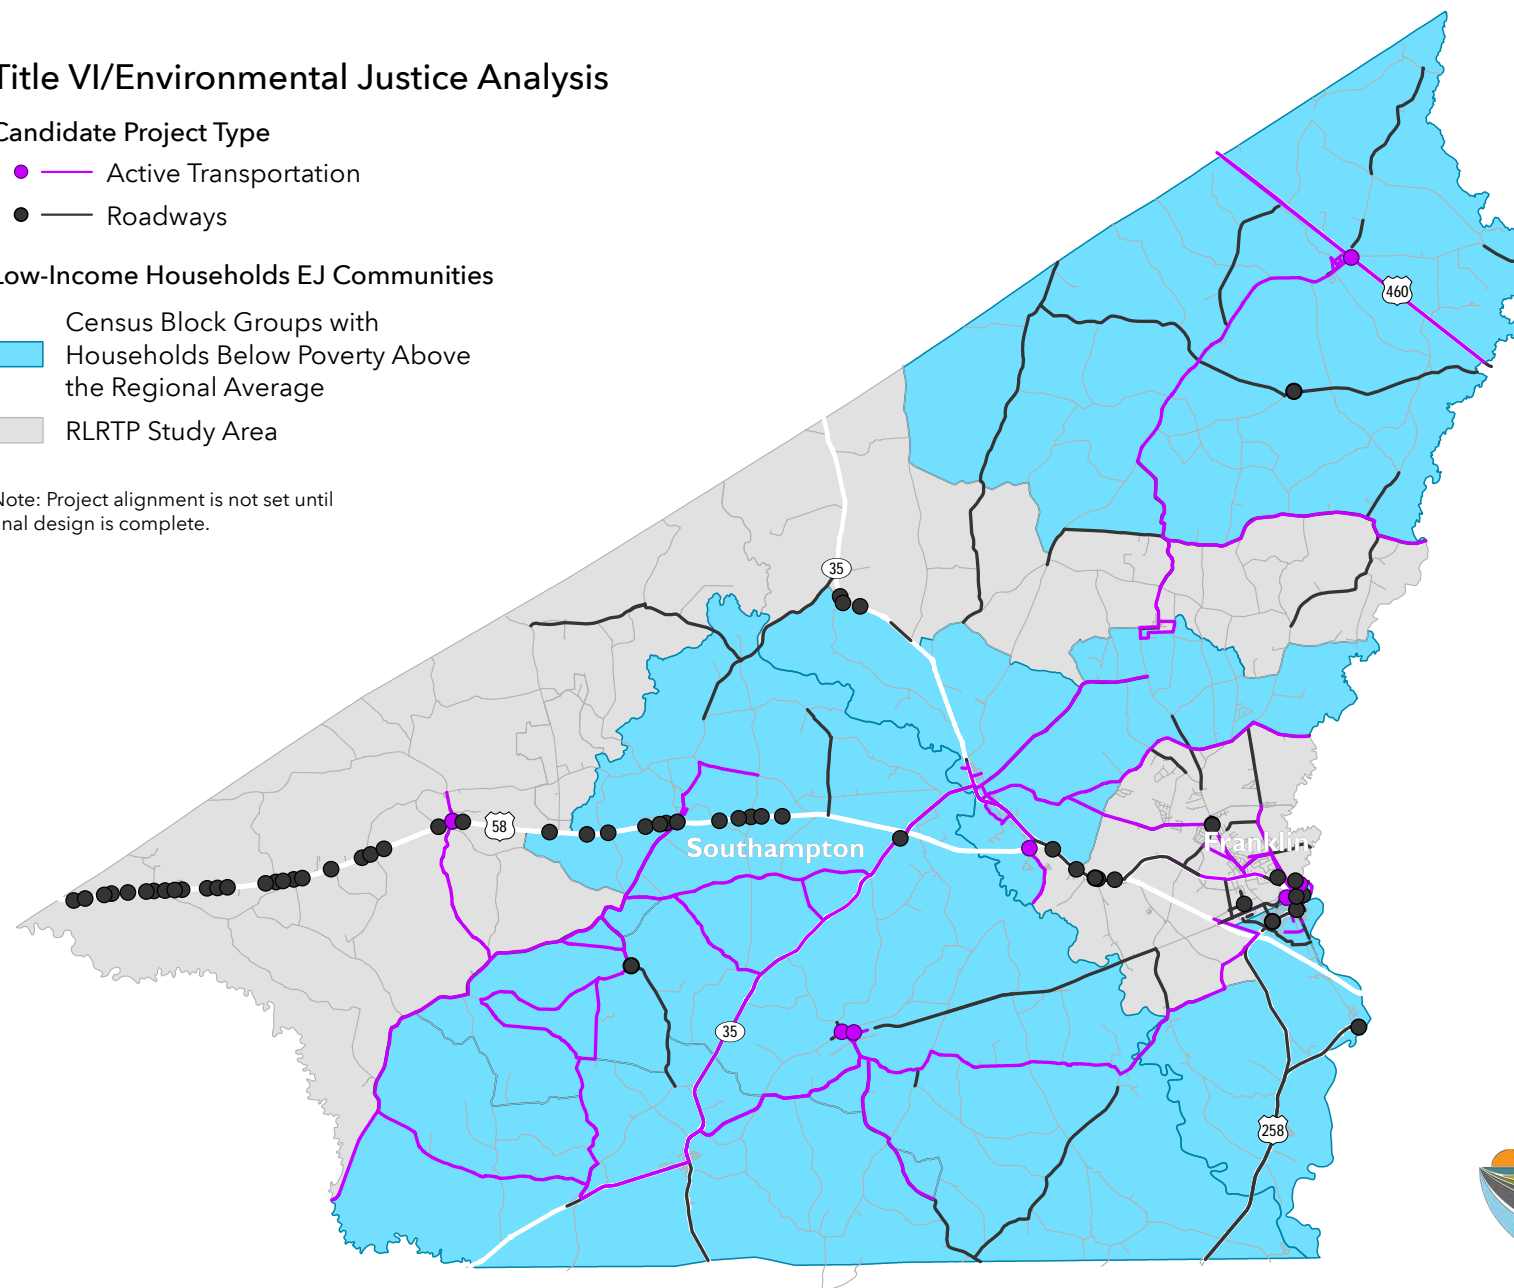 Title VI/Environmental Justice Analysis
Candidate Project Type
Active Transportation
Roadways
Low-Income Households EJ Communities
Census Block Groups with
Households Below Poverty Above
the Regional Average
RLRTP Study Area
Note: Project alignment is not set until
nal design is complete.
460
35
58
Southampton
Franklin
35
258